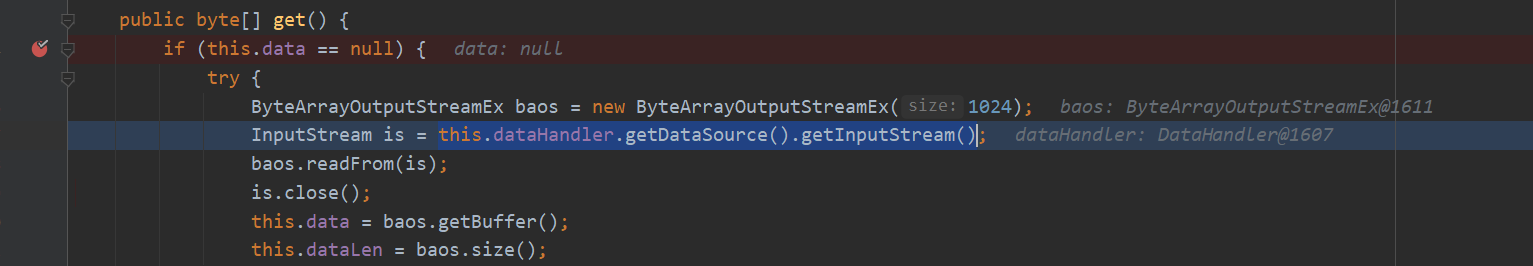 public byte[] get() {
if (this.data == null) { data: null
try {
ByteArrayOutputStreamEx baos = new ByteArrayOutputStreamEx( size: 1024); baos: ByteArrayOutputStreamEx@1611
InputStream is = this.dataHandler.getDataSource().getInputStream(); dataHandler: DataHandler@1607
baos.readFrom(is);
is.close();
this.data = baos.getBuffer();
this.dataLen = baos.size();